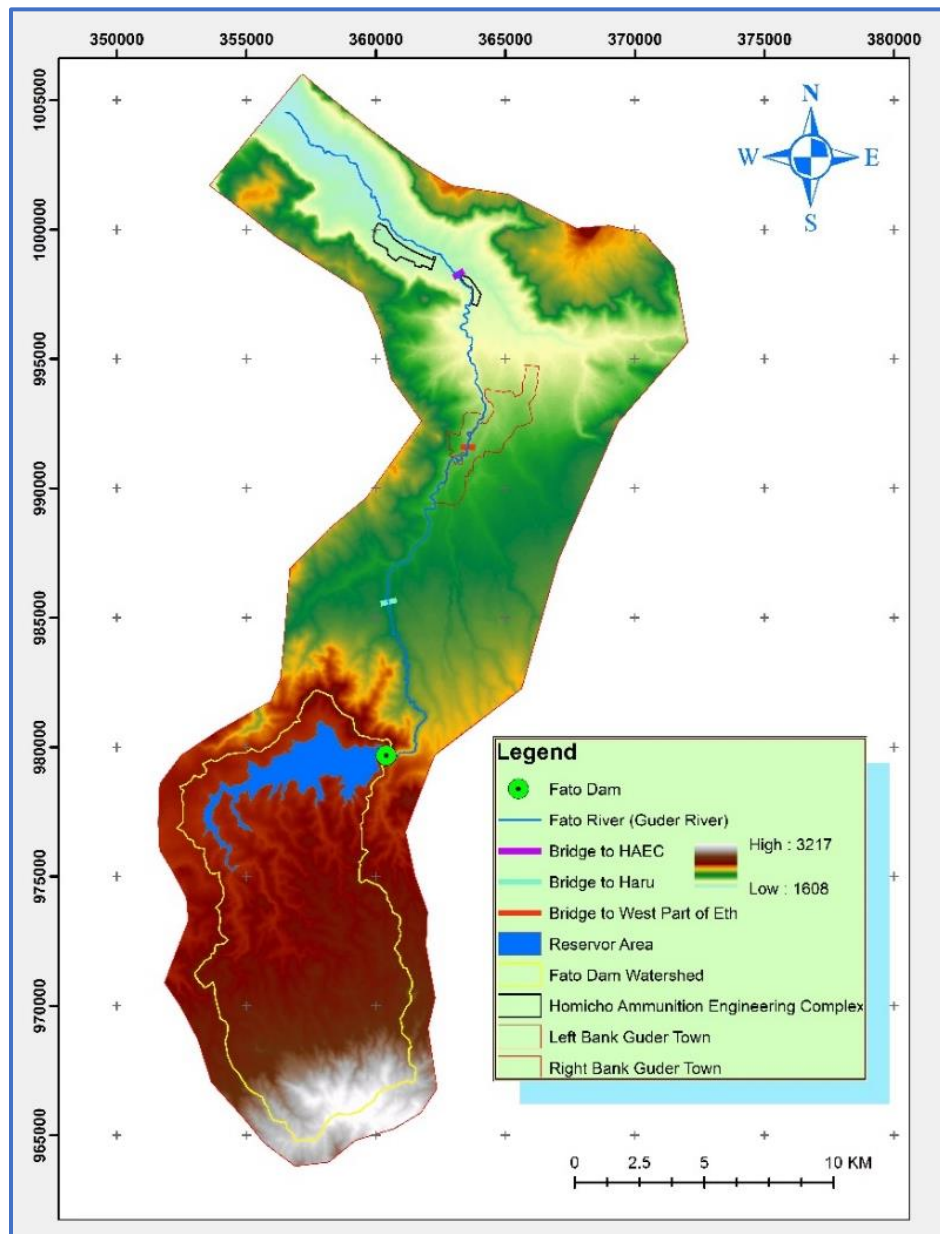 350000 355000 360000 365000 370000 375000 380000
1005000
1000000
995000
990000
985000
980000
975000
970000
965000
N
W E
S
Legend
Fato Dam
Fato River (Guder River)
Bridge to HAEC
Bridge to Haru
Bridge to West Part of Eth
Reservor Area
Fato Dam Watershed
Homicho Ammunition Engineering Complex
Left Bank Guder Town
Right Bank Guder Town
High : 3217
Low : 1608
0 2.5 5 10 KM